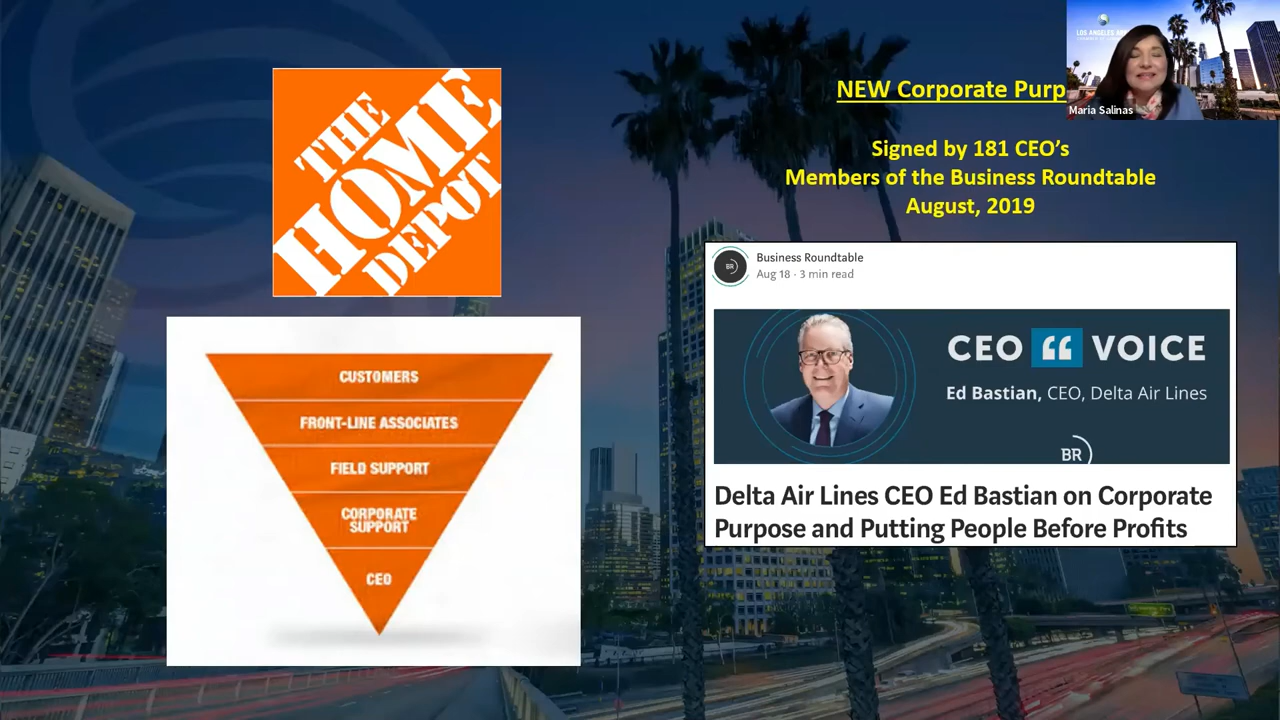 THE
HOME
DEPOT
CUSTOMERS
FRONT-LINE ASSOCIATES
FIELD SUPPORT
CORPORATE
SUPPORT
CEO
NEW Corporate Purp
Signed by 181 CEO’s
Members of the Business Roundtable
August, 2019
BR
Business Roundtable
Aug 18 · 3 min read
CEO “ VOICE
Ed Bastian, CEO, Delta Air Lines
BR
Delta Air Lines CEO Ed Bastian on Corporate
Purpose and Putting People Before Profits
LOS ANGELES
Maria Salinas